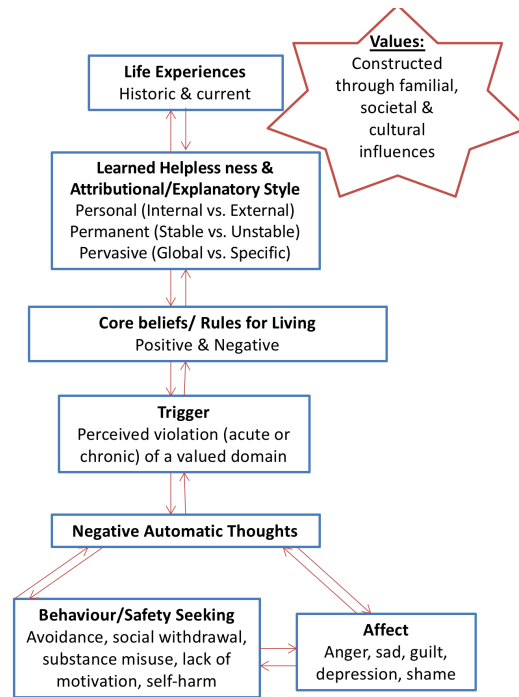 Life Experiences
Historic & current
Values:
Constructed
through familial,
societal &
cultural
influences
Learned Helpless ness &
Attributional/Explanatory Style
Personal (Internal vs. External)
Permanent (Stable vs. Unstable)
Pervasive (Global vs. Specific)
Core beliefs/ Rules for Living
Positive & Negative
Trigger
Perceived violation (acute or
chronic) of a valued domain
Negative Automatic Thoughts
Behaviour/Safety Seeking
Avoidance, social withdrawal,
substance misuse, lack of
motivation, self-harm
Affect
Anger, sad, guilt,
depression, shame